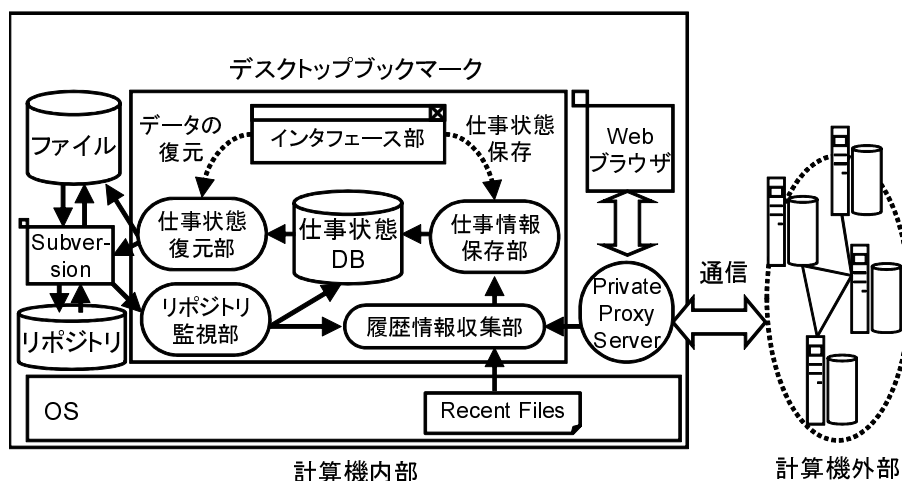 デスクトップブックマーク
ファイル
データの
復元
インタフェース部
仕事状態
保存
Web
ブラウザ
Subver-
sion
仕事状態
復元部
仕事状態
DB
仕事情報
保存部
通信
リポジトリ
リポジトリ
監視部
履歴情報収集部
Private
Proxy
Server
OS
Recent Files
計算機内部
計算機外部